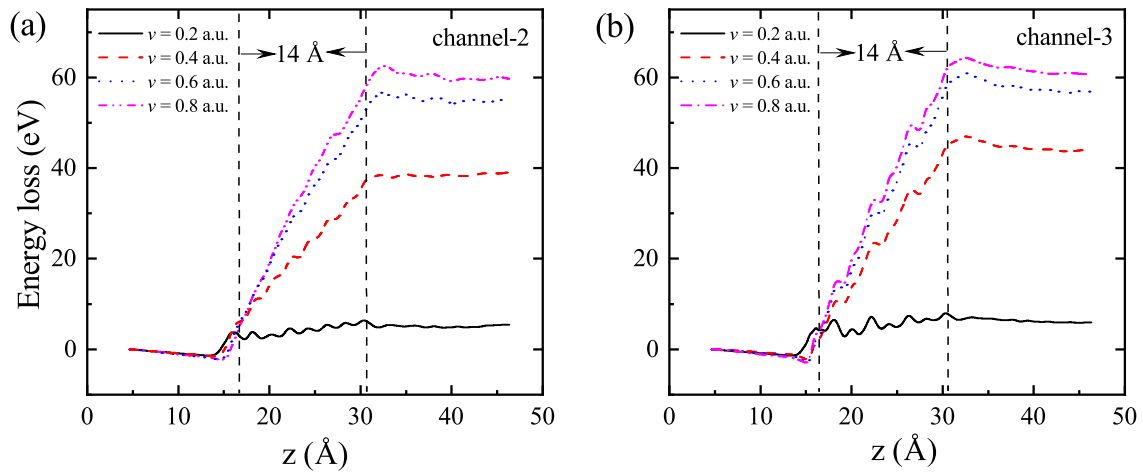 (a)
v = 0.2 a.u.
v = 0.4 a.u.
v = 0.6 a.u.
v = 0.8 a.u.
14 Å
channel-2
Energy loss (eV)
60
40
20
0
0 10 20 30 40 50
z (Å)
(b)
v = 0.2 a.u.
v = 0.4 a.u.
v = 0.6 a.u.
v = 0.8 a.u.
14 Å
channel-3
60
40
20
0
0 10 20 30 40 50
z (Å)